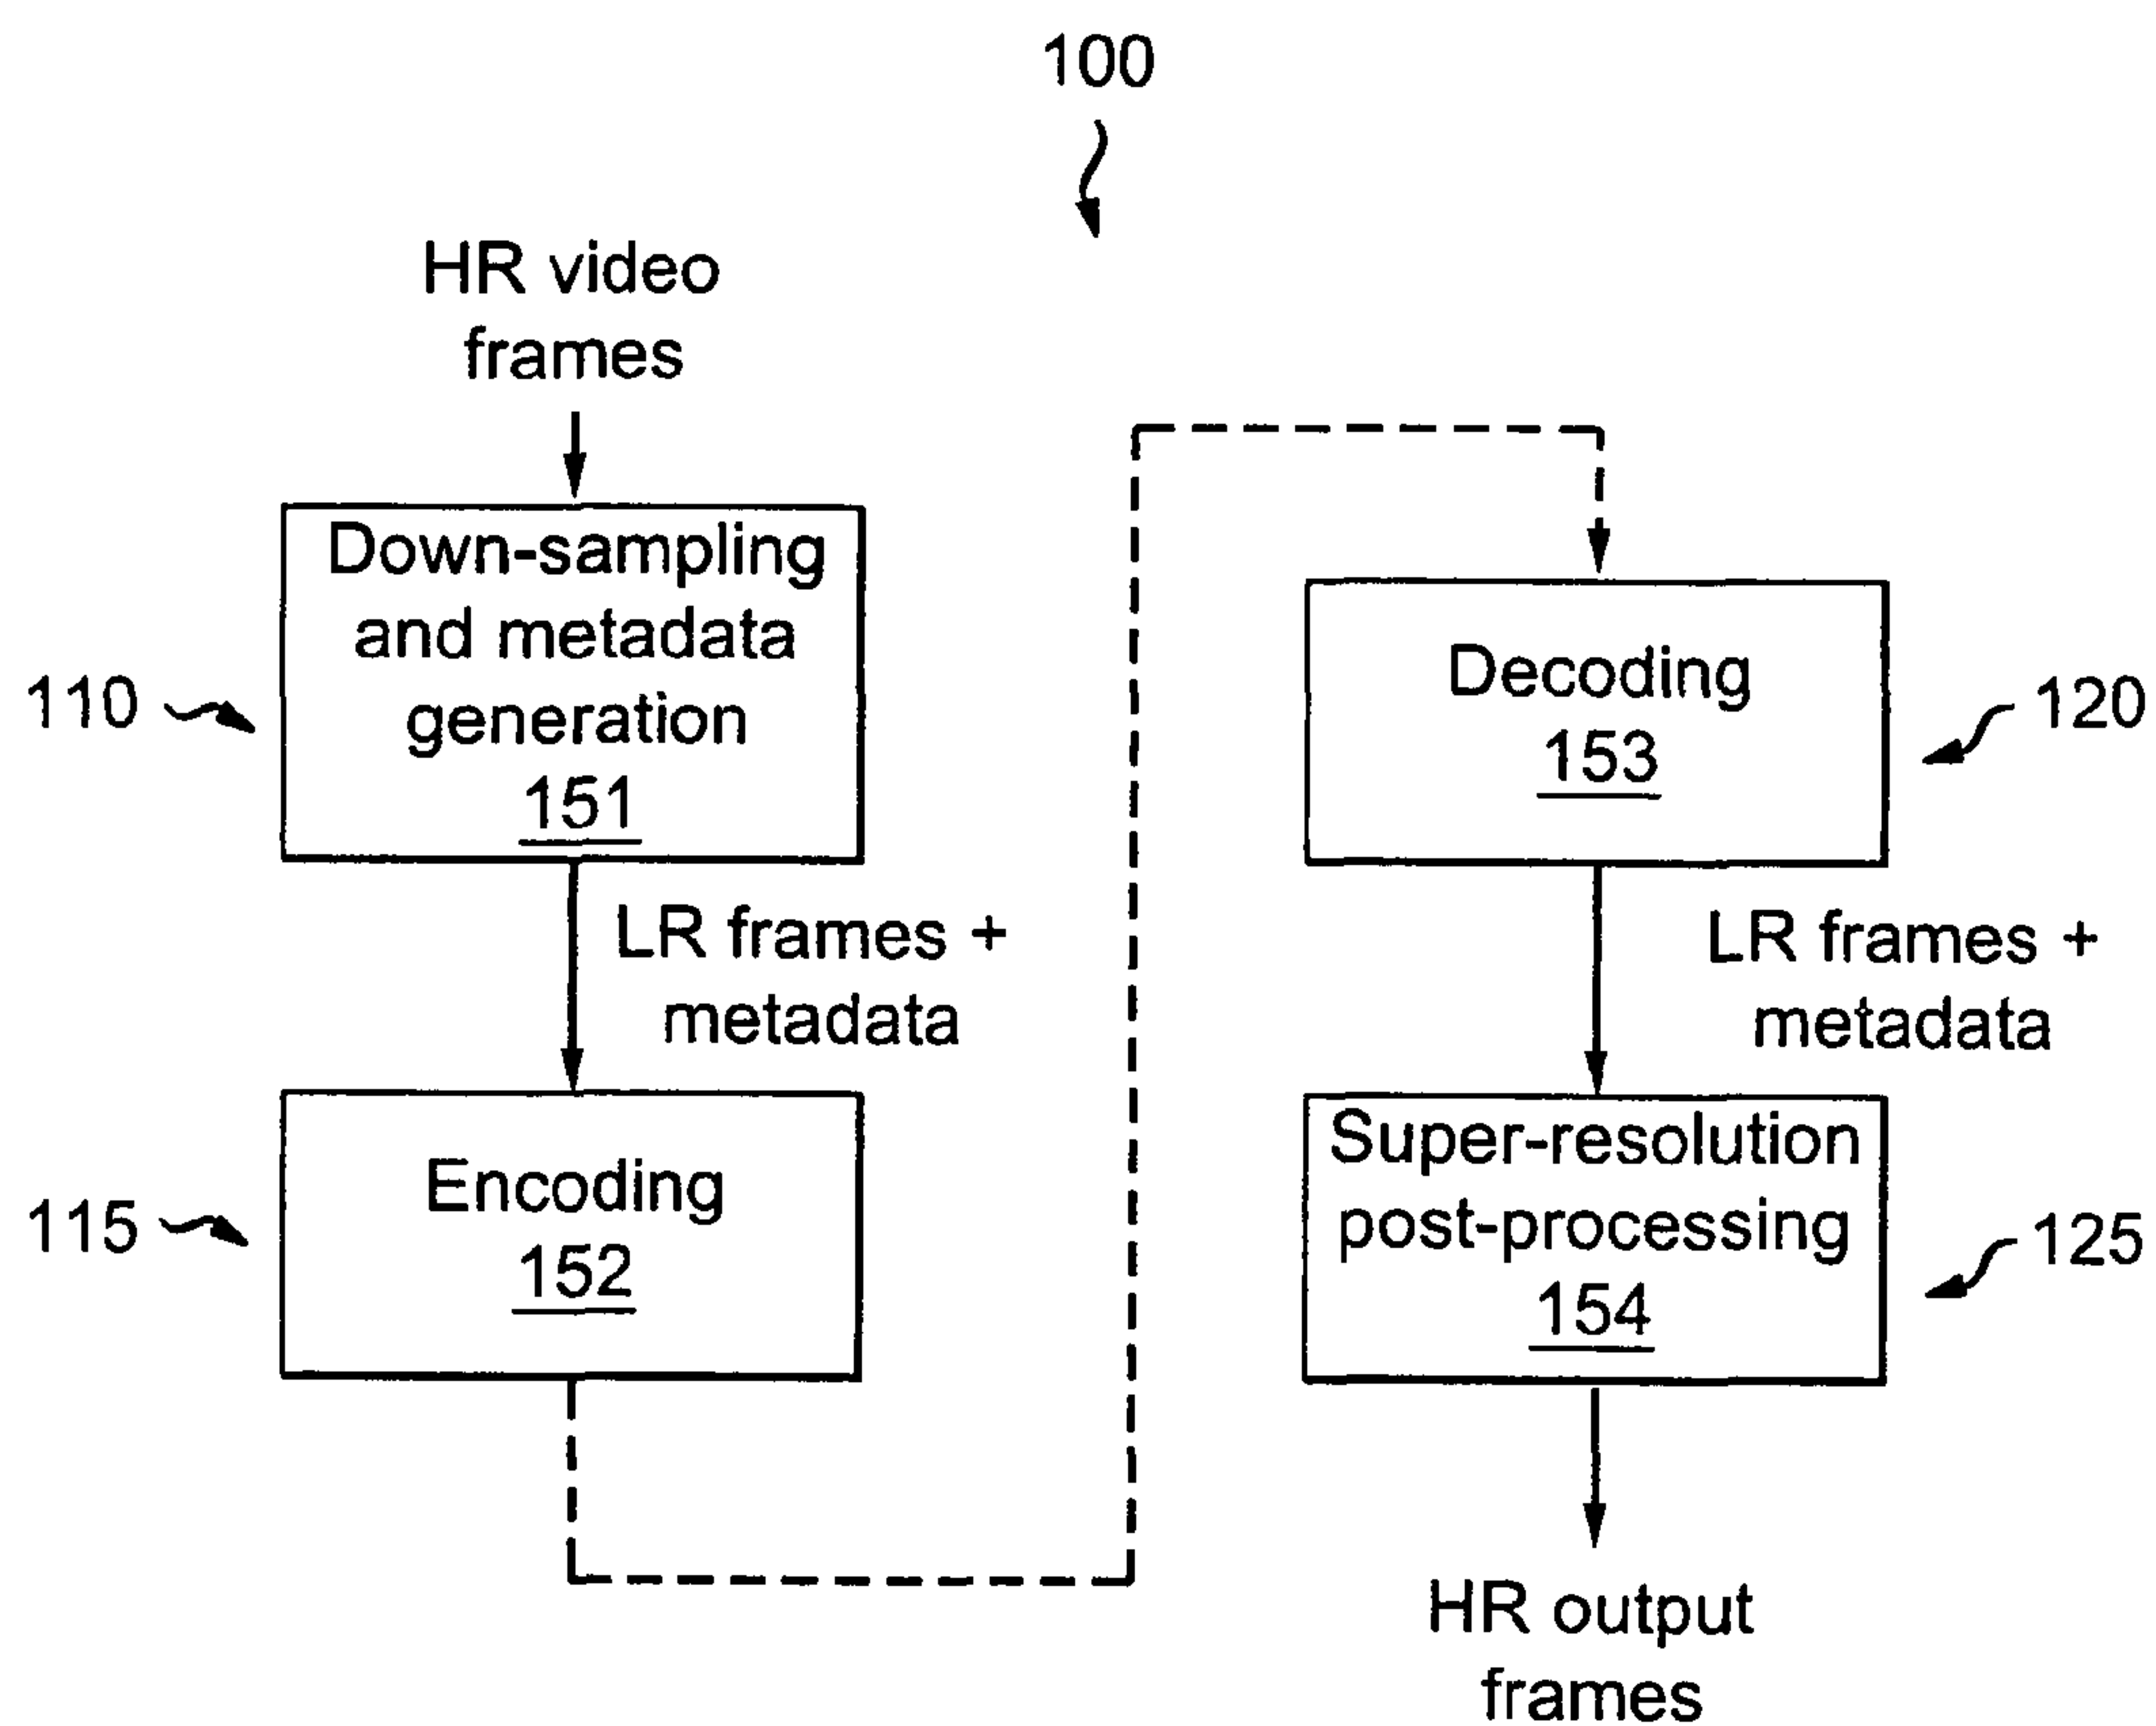 100
HR video
frames
Down-sampling
and metadata
generation
151
110
LR frames +
metadata
Encoding
152
115
Decoding
153
120
LR frames +
metadata
Super-resolution
post-processing
154
125
HR output
frames